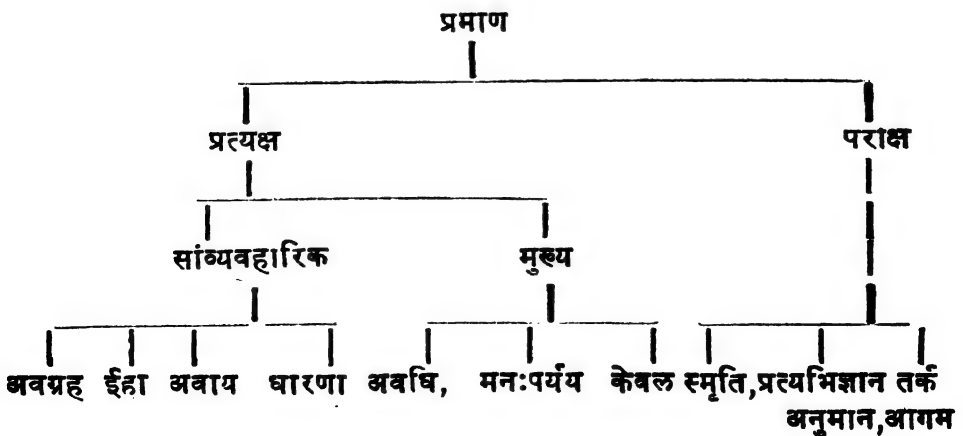 प्रमाण
प्रत्यक्ष परोक्ष
सांव्यवहारिक मुख्य
अवग्रह ईहा अवाय धारणा अवधि, मनःपर्यय केवल स्मृति,प्रत्यभिज्ञान तर्क
अनुमान,आगम